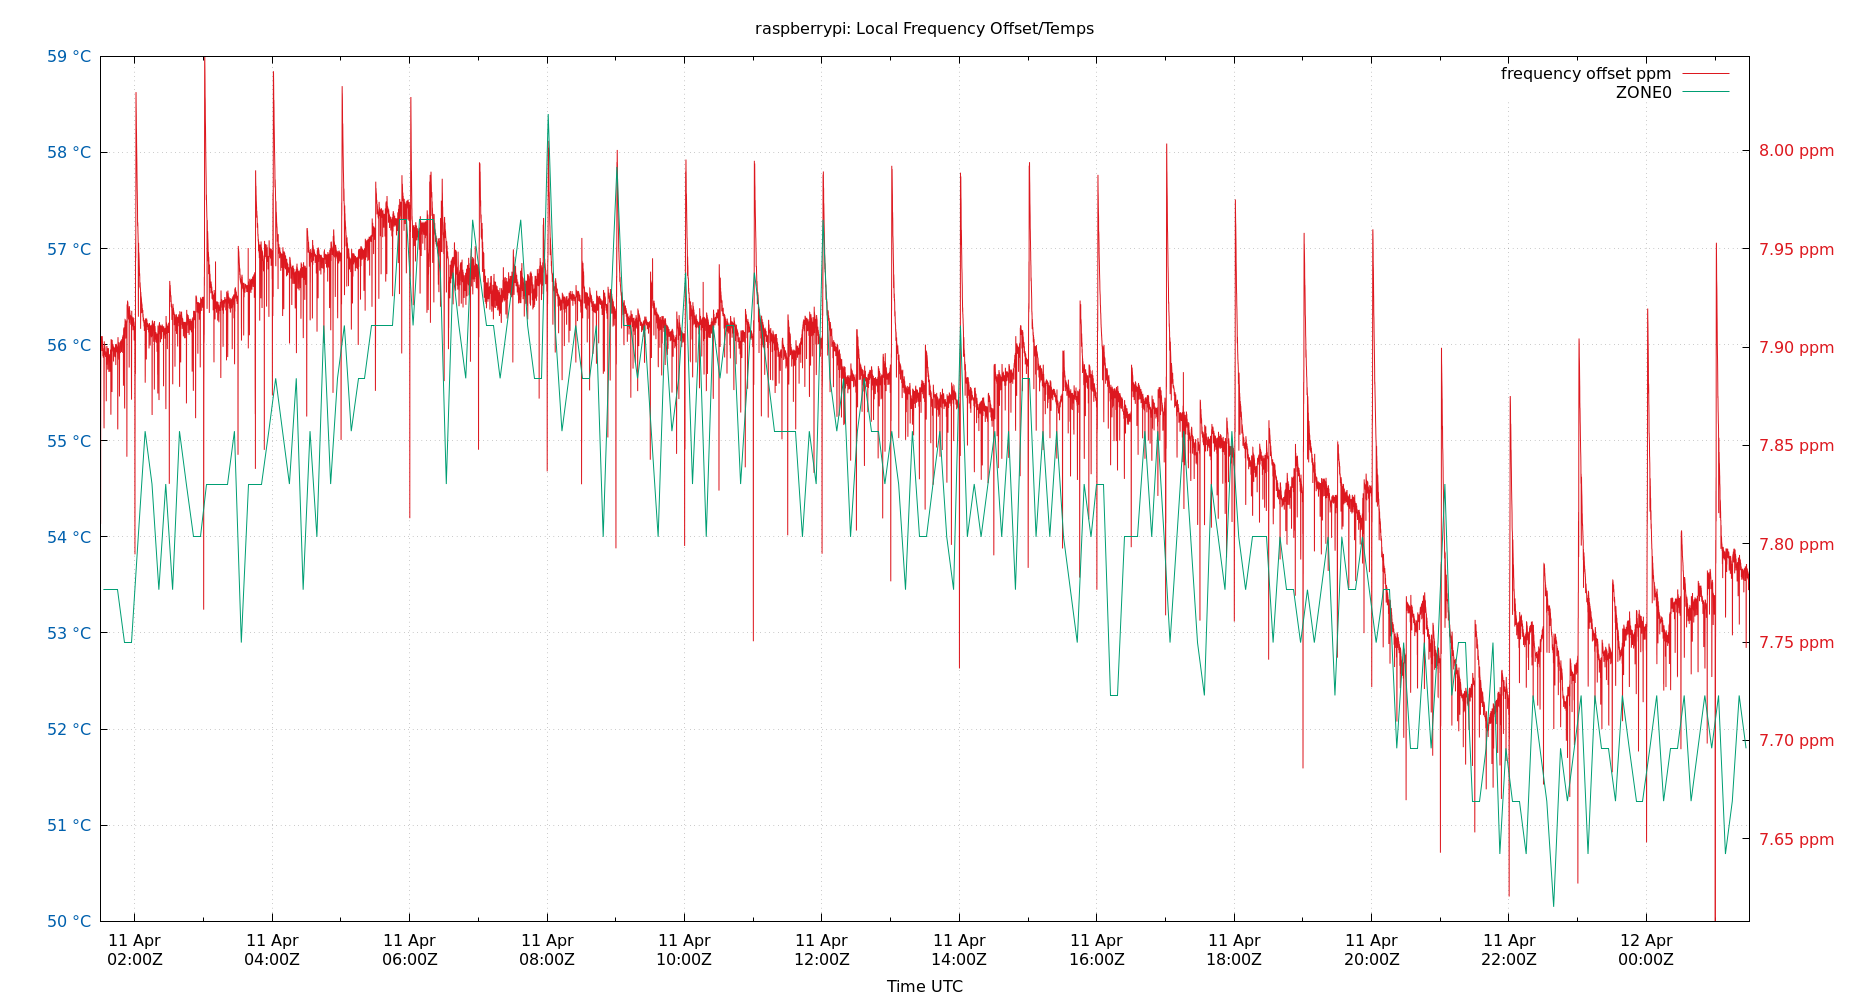 raspberrypi: Local Frequency Offset/Temps
frequency offset ppm
ZONE0
59 °C
58 °C
57 °C
56 °C
55 °C
54 °C
53 °C
52 °C
51 °C
50 °C
8.00 ppm
7.95 ppm
7.90 ppm
7.85 ppm
7.80 ppm
7.75 ppm
7.70 ppm
7.65 ppm
11 Apr 11 Apr 11 Apr 11 Apr 11 Apr 11 Apr 11 Apr 11 Apr 11 Apr 11 Apr 11 Apr 12 Apr
02:00Z 04:00Z 06:00Z 08:00Z 10:00Z 12:00Z 14:00Z 16:00Z 18:00Z 20:00Z 22:00Z 00:00Z
Time UTC